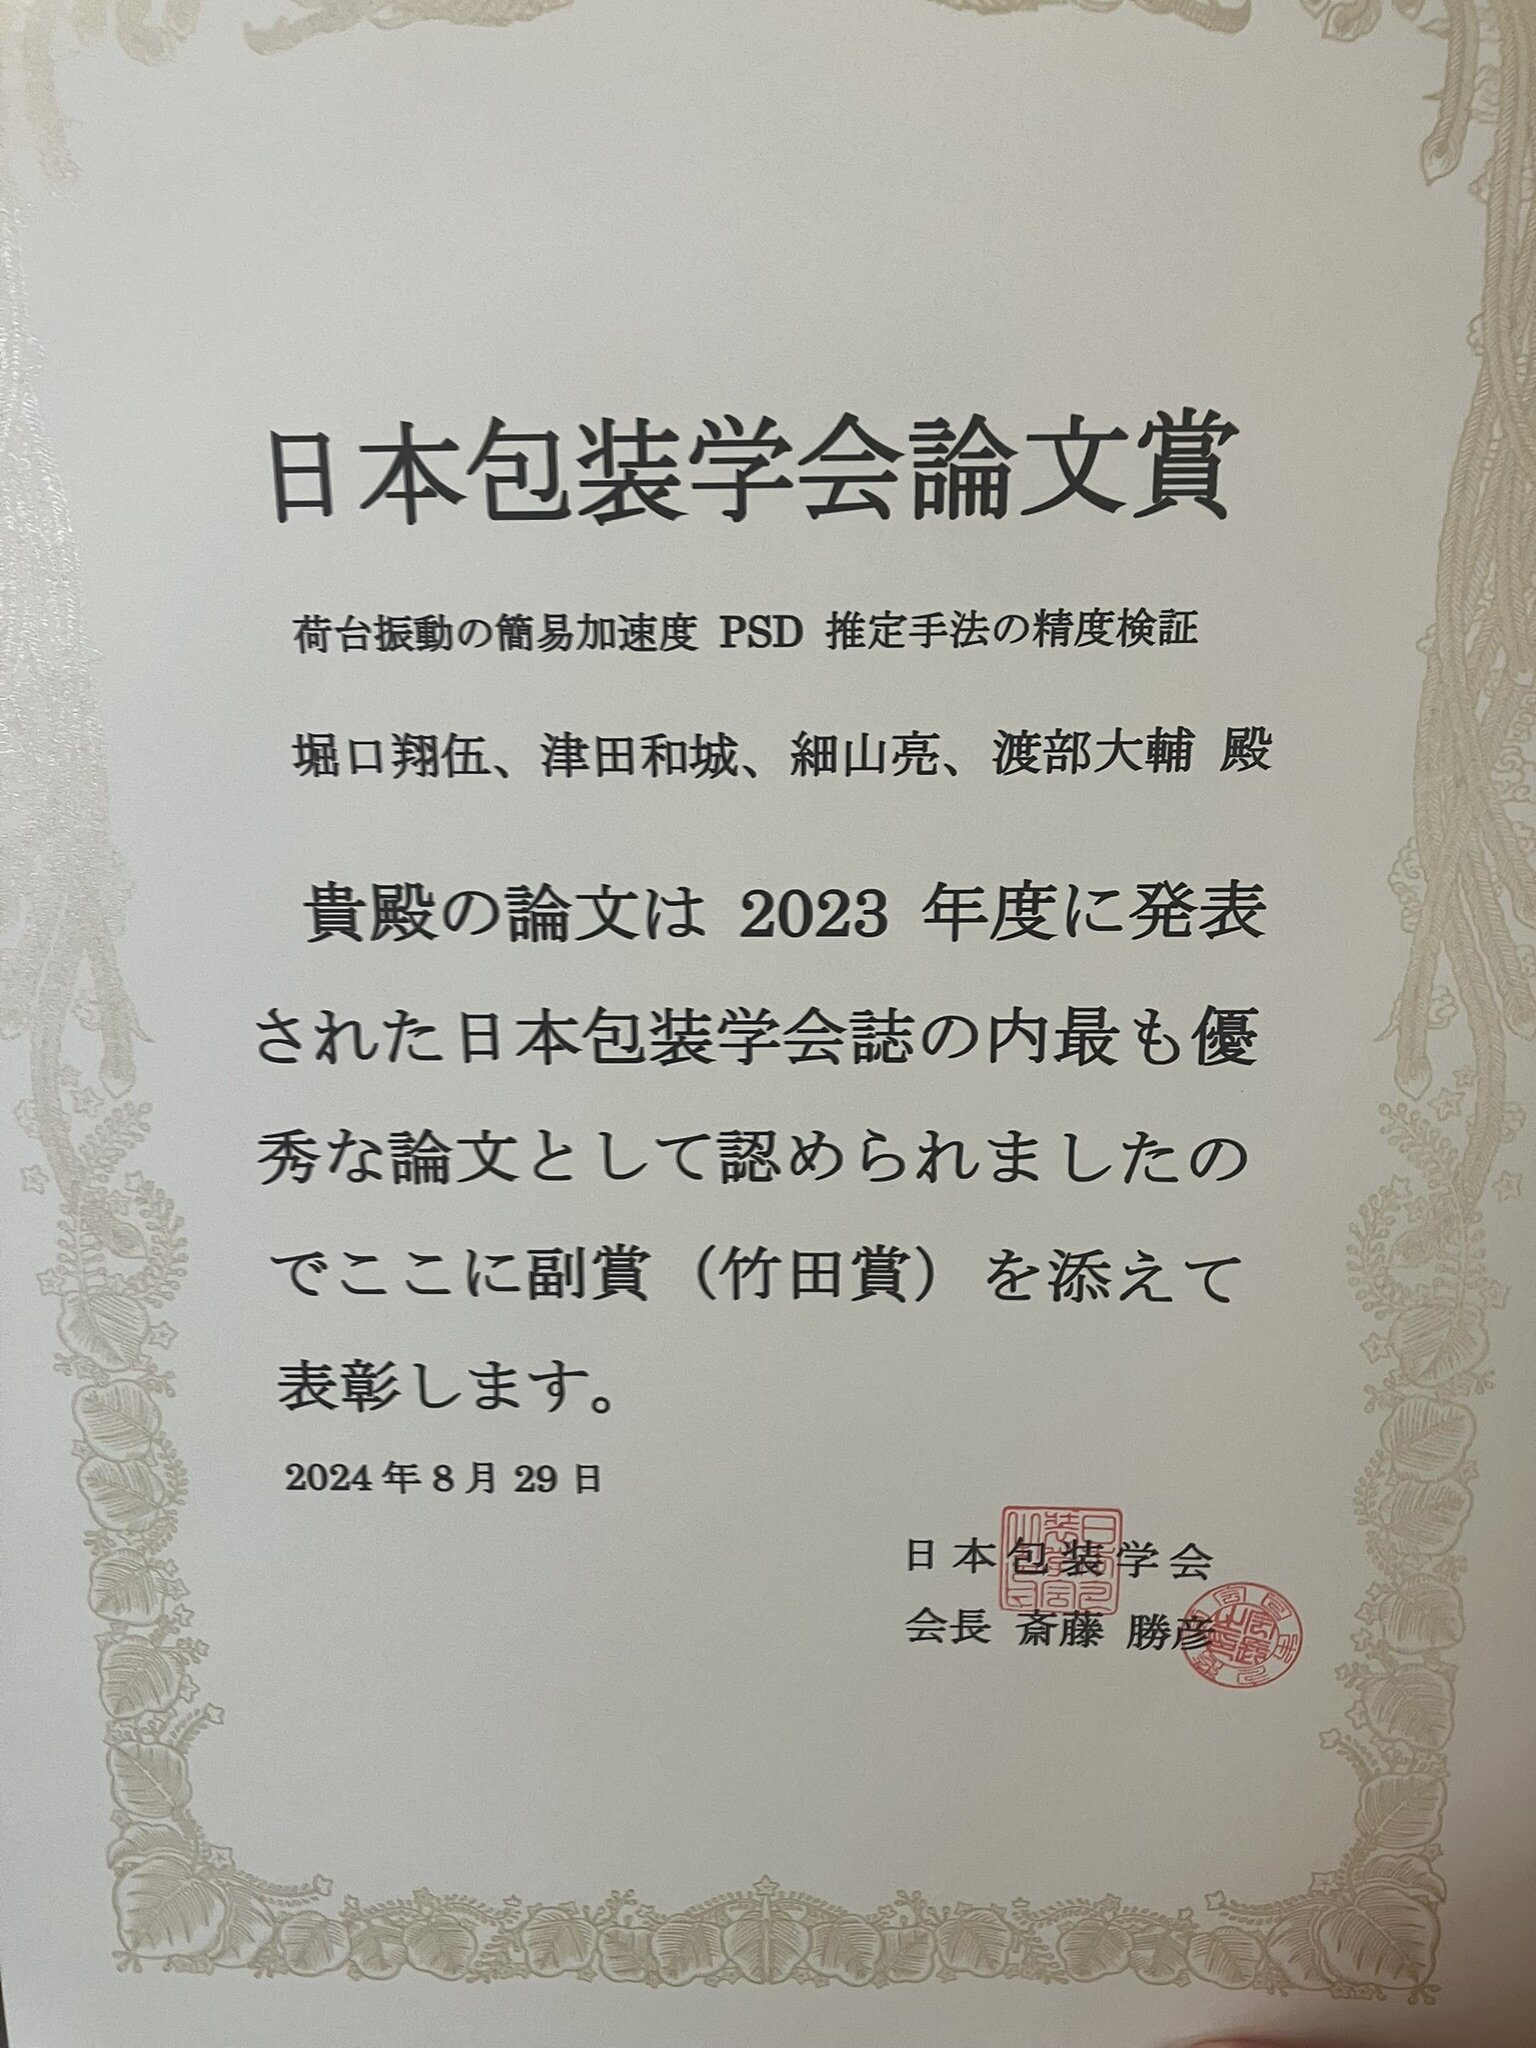 日本包装学会論文賞
荷台振動の簡易加速度 PSD 推定手法の精度検証
堀口翔伍、津田和城、細山亮、渡部大輔 殿
貴殿の論文は 2023 年度に発表
された日本包装学会誌の内最も優
秀な論文として認められましたの
でここに副賞（竹田賞）を添えて
表彰します。
2024年8月29日
日本包装学会
会長 斎藤 勝彦